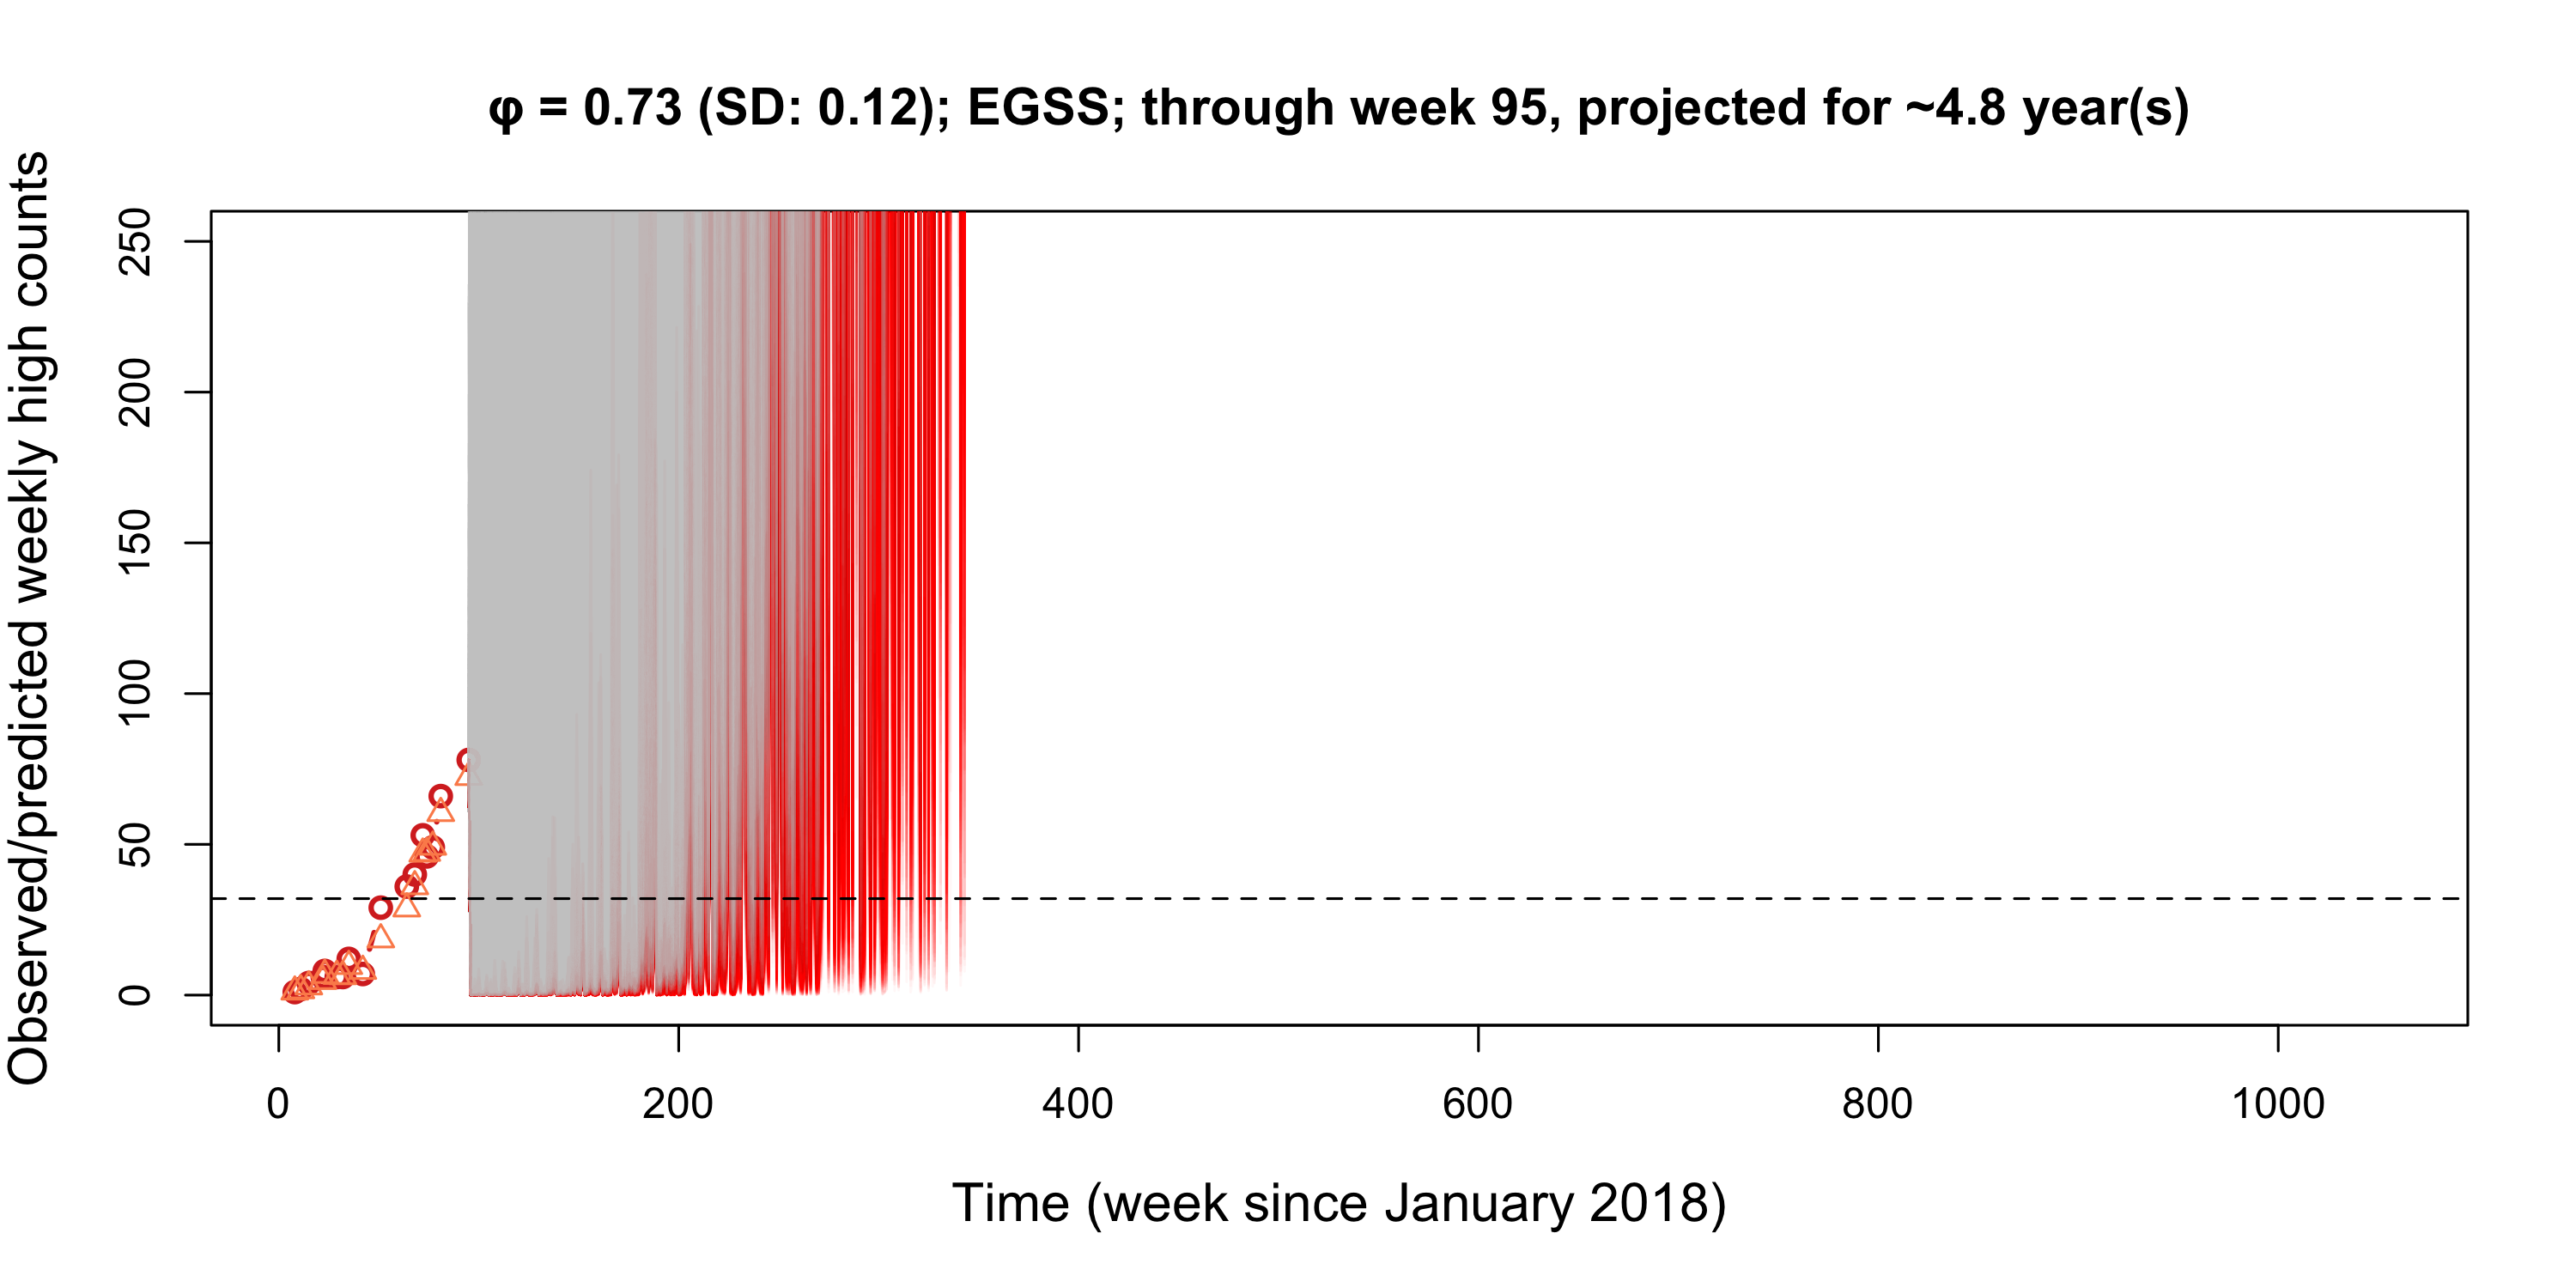 φ = 0.73 (SD: 0.12); EGSS; through week 95, projected for ~4.8 year(s)
Observed/predicted weekly high counts
250
200
150
100
50
0
0 200 400 600 800 1000
Time (week since January 2018)